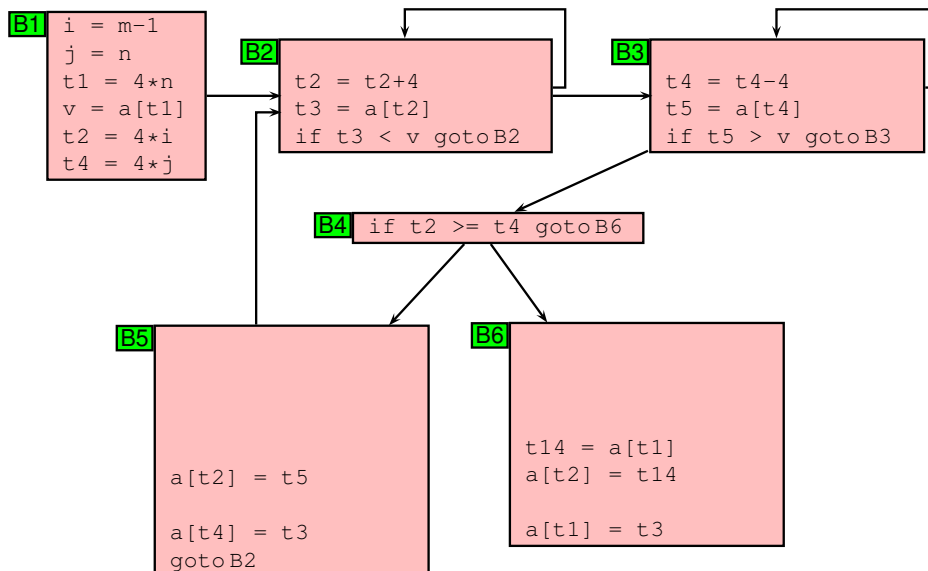 B1
i = m-1
j = n
t1 = 4*n
v = a[t1]
t2 = 4*i
t4 = 4*j
B2
t2 = t2+4
t3 = a[t2]
if t3 < v goto B2
B3
t4 = t4-4
t5 = a[t4]
if t5 > v goto B3
B4
if t2 >= t4 goto B6
B5
a[t2] = t5
a[t4] = t3
goto B2
B6
t14 = a[t1]
a[t2] = t14
a[t1] = t3